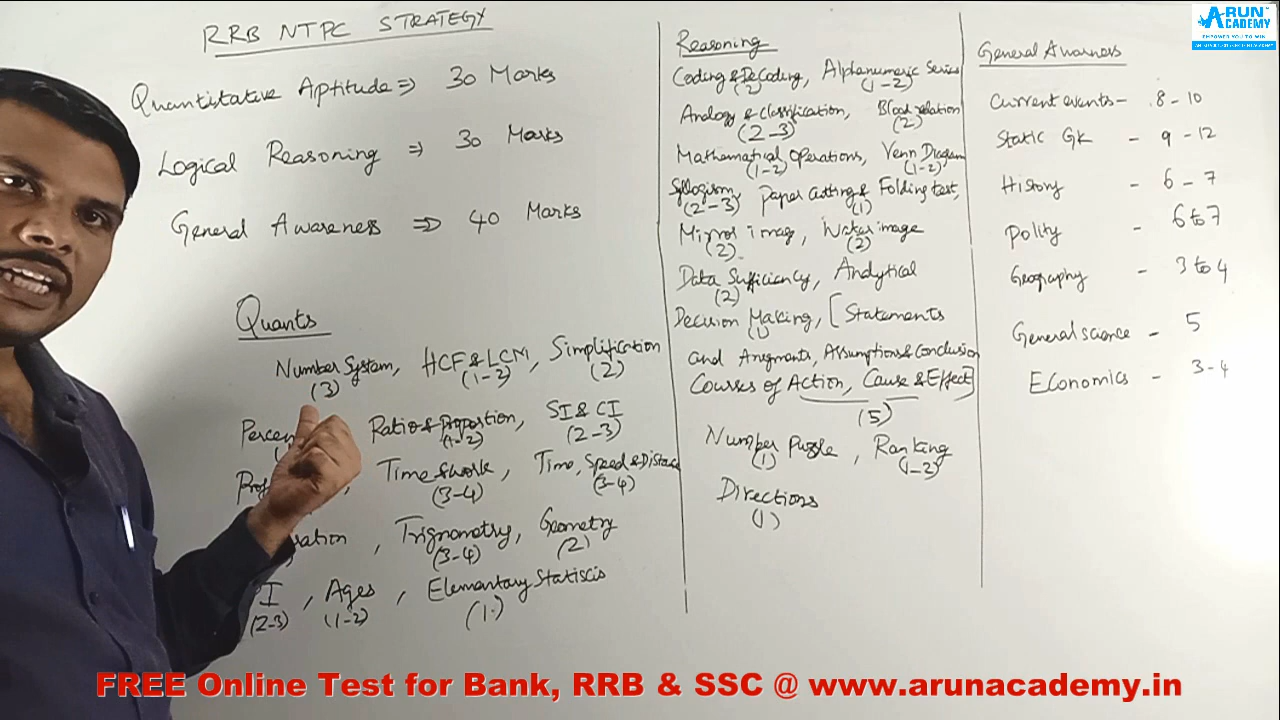 RRB NTPC STRATEGY
Quantitative Aptitude ⇒ 30 Marks
Logical Reasoning ⇒ 30 Marks
General Awareness ⇒ 40 Marks
Quants
Number System, HCF & LCM, Simplification
(3) (1-2) (2)
Ratio & Proportion, SI & CI
(1-2) (2-3)
Time & work, Time, Speed & Distance
(3-4) (3-4)
, Trignometry, Geometry
(3-4) (2)
, Ages, Elementary Statiscis
(2-3) (1-2) (1)
Reasoning
Coding & Decoding, Alphanumeric Series
(2) (1-2)
Analogy & classification, Blood relation
(2-3) (2)
Mathematical Operations, Venn Diagram
(1-2) (1-2)
Syllogism, Paper Cutting & Folding test,
(2-3) (1)
Mirror imag, Water image
(2) (2)
Data Sufficiency, Analytical
(2)
Decision Making, [Statements
(1)
and Aregments, Assumptions & Conclusion
Courses of Action, Cause & Effect]
(5)
Number Puzzle, Ranking
(1) (1-2)
Directions
(1)
General Awarness
Current events - 8-10
Static GK - 9-12
History - 6-7
Polity - 6 to 7
Geography - 3 to 4
General science - 5
Economics - 3-4
ARUN
ACADEMY
EMPOWER YOU TO WIN
FREE Online Test for Bank, RRB & SSC @ www.arunacademy.in